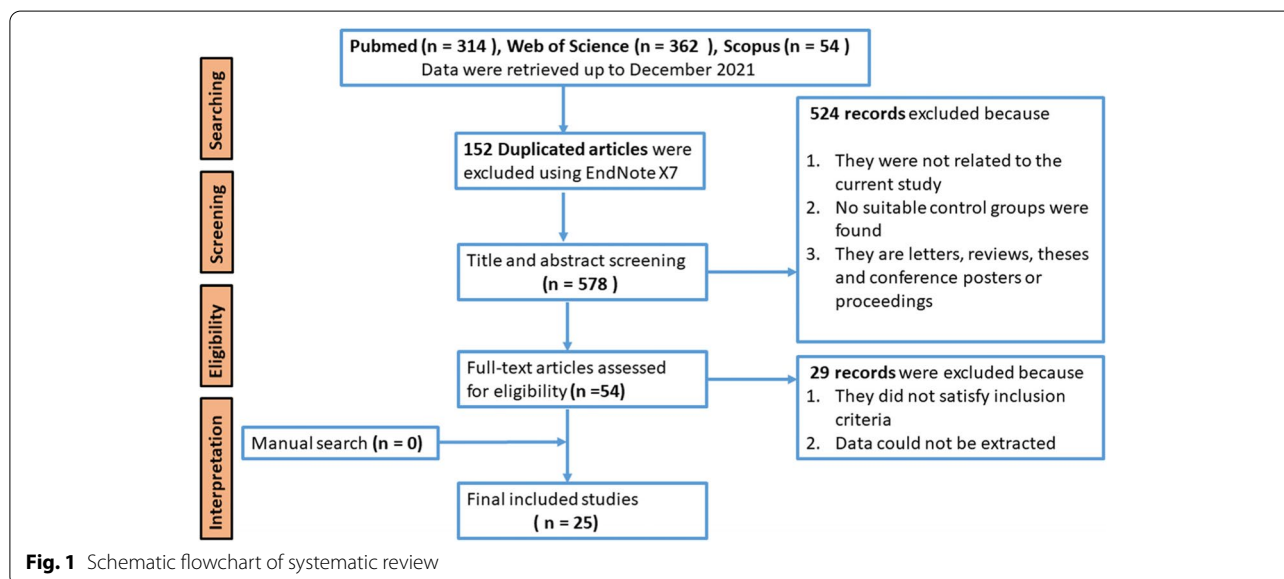 Pubmed (n = 314 ), Web of Science (n = 362 ), Scopus (n = 54 )
Data were retrieved up to December 2021
Searching
152 Duplicated articles were
excluded using EndNote X7
524 records excluded because
1. They were not related to the
current study
2. No suitable control groups were
found
3. They are letters, reviews, theses
and conference posters or
proceedings
Screening
Title and abstract screening
(n = 578 )
Eligibility
Full-text articles assessed
for eligibility (n =54)
29 records were excluded because
1. They did not satisfy inclusion
criteria
2. Data could not be extracted
Interpretation
Manual search (n = 0)
Final included studies
( n = 25)
Fig. 1 Schematic flowchart of systematic review